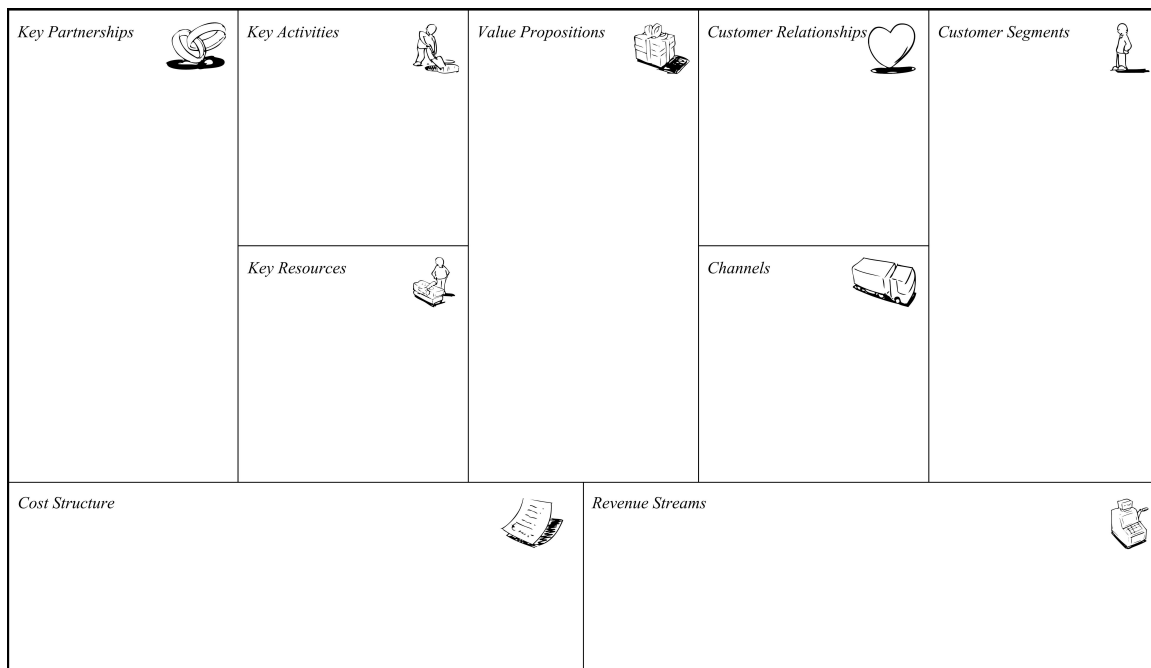 Key Partnerships
Key Activities
Value Propositions
Customer Relationships
Customer Segments
Key Resources
Channels
Cost Structure
Revenue Streams